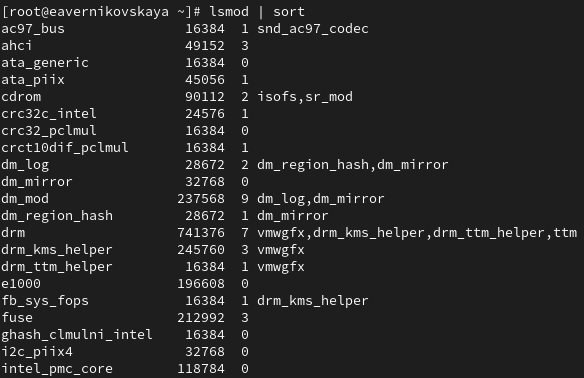 [root@eavernikovskaya ~]# lsmod | sort
ac97_bus 16384 1 snd_ac97_codec
ahci 49152 3
ata_generic 16384 0
ata_piix 45056 1
cdrom 90112 2 isofs,sr_mod
crc32c_intel 24576 1
crc32_pclmul 16384 0
crct10dif_pclmul 16384 1
dm_log 28672 2 dm_region_hash,dm_mirror
dm_mirror 32768 0
dm_mod 237568 9 dm_log,dm_mirror
dm_region_hash 28672 1 dm_mirror
drm 741376 7 vmwgfx,drm_kms_helper,drm_ttm_helper,ttm
drm_kms_helper 245760 3 vmwgfx
drm_ttm_helper 16384 1 vmwgfx
e1000 196608 0
fb_sys_fops 16384 1 drm_kms_helper
fuse 212992 3
ghash_clmulni_intel 16384 0
i2c_piix4 32768 0
intel_pmc_core 118784 0